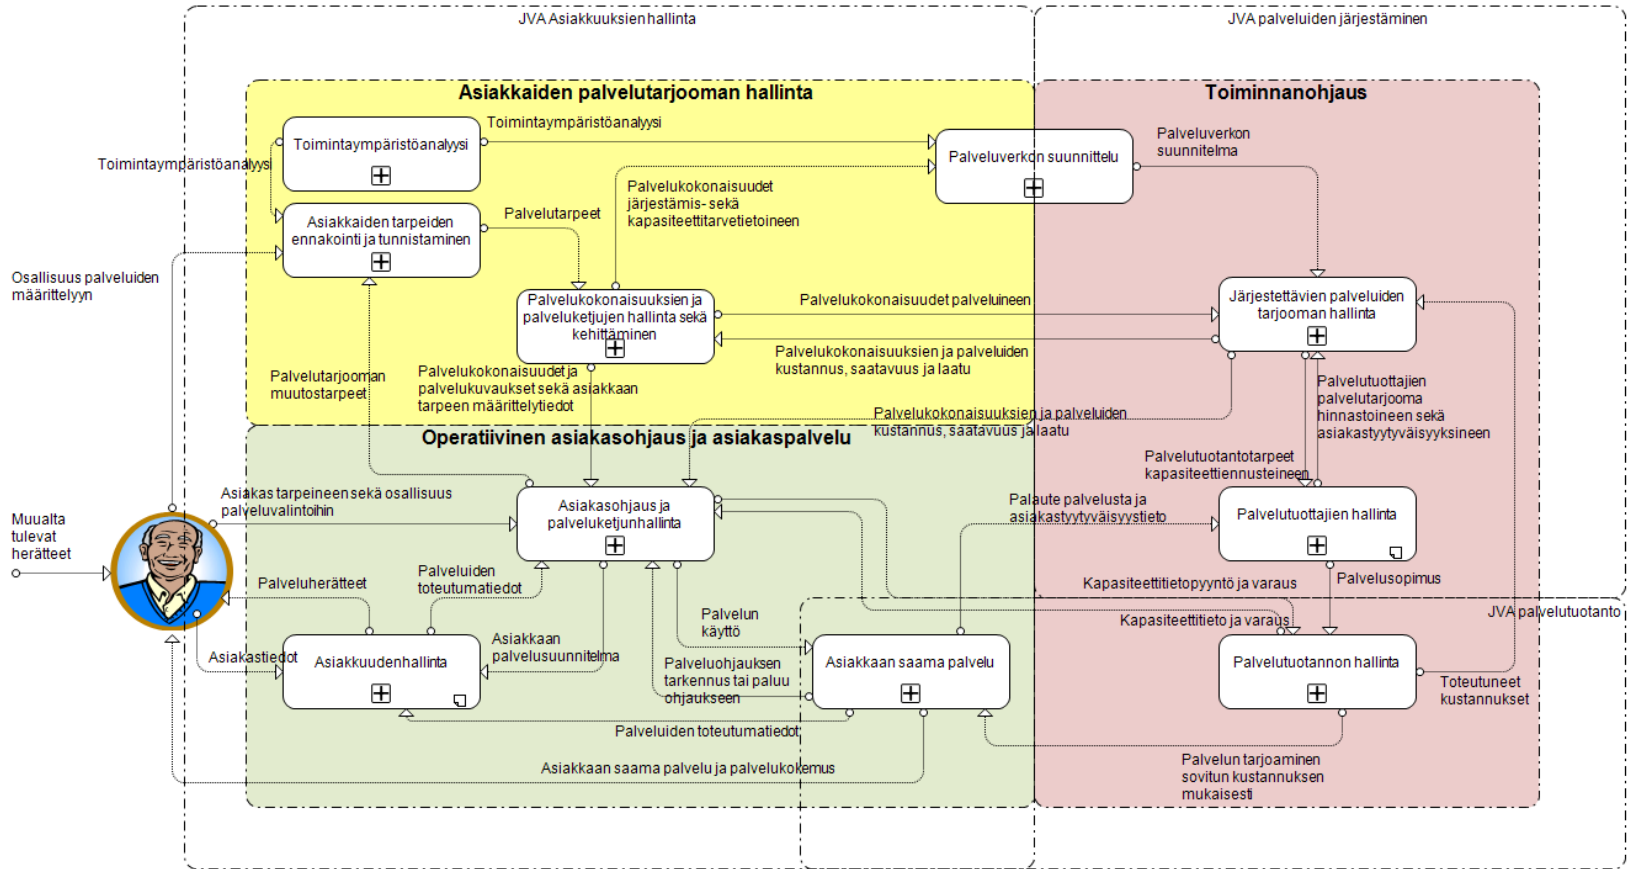 JVA Asiakkuuksien hallinta
JVA palveluiden järjestäminen
Asiakkaiden palvelutarjooman hallinta
Toiminnanohjaus
Toimintaympäristöanalyysi
Toimintaympäristöanalyysi
Toimintaympäristöanalyysi
Palveluverkon suunnittelu
Palveluverkon
suunnitelma
Palvelukokonaisuudet
järjestämis- sekä
kapasiteettitarvetietoineen
Asiakkaiden tarpeiden
ennakointi ja tunnistaminen
Palvelutarpeet
Osallisuus palveluiden
määrittelyyn
Palvelukokonaisuuksien ja
palveluketjujen hallinta sekä
kehittäminen
Palvelukokonaisuudet palveluineen
Järjestettävien palveluiden
tarjooman hallinta
Palvelukokonaisuuksien ja palveluiden
kustannus, saatavuus ja laatu
Palvelutarjooman
muutostarpeet
Palvelukokonaisuudet ja
palvelukuvaukset sekä asiakkaan
tarpeen määrittelytiedot
Palvelutuottajien
palvelutarjooma
hinnastoineen sekä
asiakastyytyväisyyksineen
Palvelukokonaisuuksien ja palveluiden
kustannus, saatavuus ja laatu
Operatiivinen asiakasohjaus ja asiakaspalvelu
Palvelutuotantotarpeet
kapasiteettiennusteineen
Asiakas tarpeineen sekä osallisuus
palveluvalintoihin
Asiakasohjaus ja
palveluketjunhallinta
Palaute palvelusta ja
asiakastyytyväisyystieto
Palvelutuottajien hallinta
Muualta
tulevat
herätteet
Palveluherätteet
Palveluiden
toteutumatiedot
Kapasiteettitietopyyntö ja varaus
Palvelusopimus
Palvelun
käyttö
Kapasiteettitieto ja varaus
JVA palvelutuotanto
Asiakastiedot
Asiakkuudenhallinta
Asiakkaan
palvelusuunnitelma
Palveluohjauksen
tarkennus tai paluu
ohjaukseen
Asiakkaan saama palvelu
Palvelutuotannon hallinta
Toteutuneet
kustannukset
Palveluiden toteutumatiedot
Asiakkaan saama palvelu ja palvelukokemus
Palvelun tarjoaminen
sovitun kustannuksen
mukaisesti